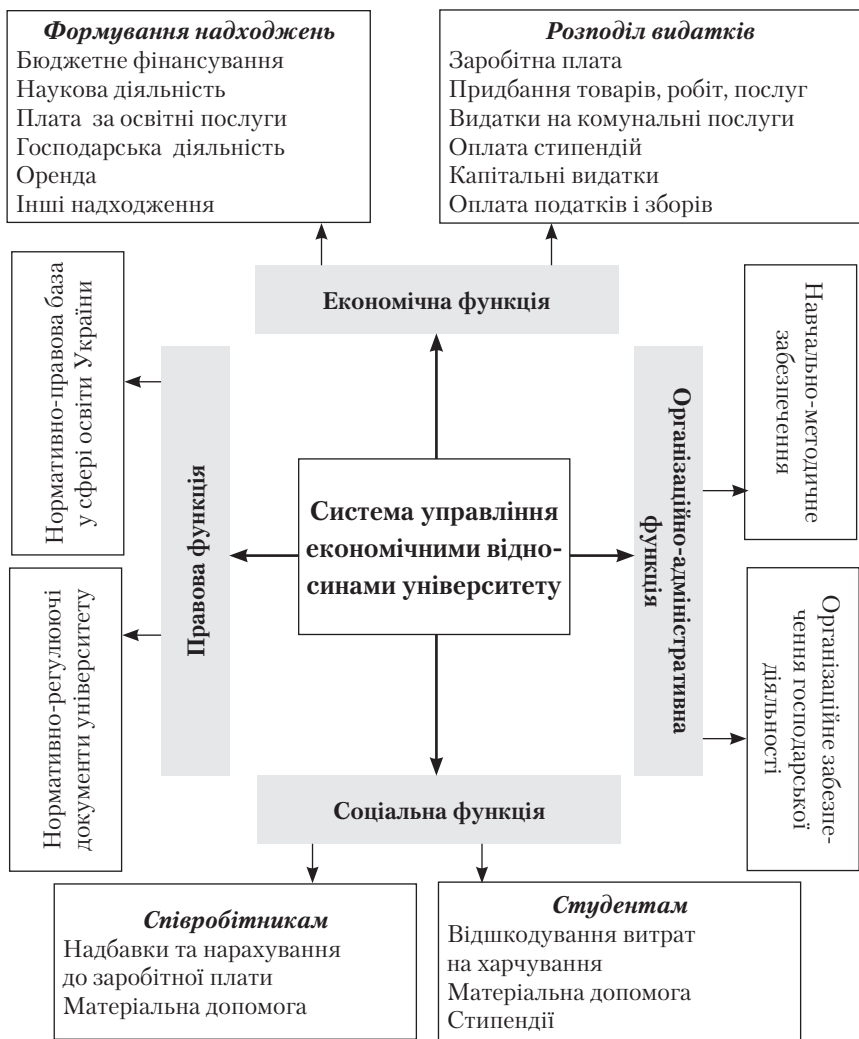 Формування надходжень
Бюджетне фінансування
Наукова діяльність
Плата за освітні послуги
Господарська діяльність
Оренда
Інші надходження
Розподіл видатків
Заробітна плата
Придбання товарів, робіт, послуг
Видатки на комунальні послуги
Оплата стипендій
Капітальні видатки
Оплата податків і зборів
Економічна функція
Нормативно-правова база
у сфері освіти України
Нормативно-регулюючі
документи університету
Правова функція
Система управління
економічними відно-
синами університету
Організаційно-адміністративна
функція
Навчально-методичне
забезпечення
Організаційне забезпе-
чення господарської
діяльності
Соціальна функція
Співробітникам
Надбавки та нарахування
до заробітної плати
Матеріальна допомога
Студентам
Відшкодування витрат
на харчування
Матеріальна допомога
Стипендії